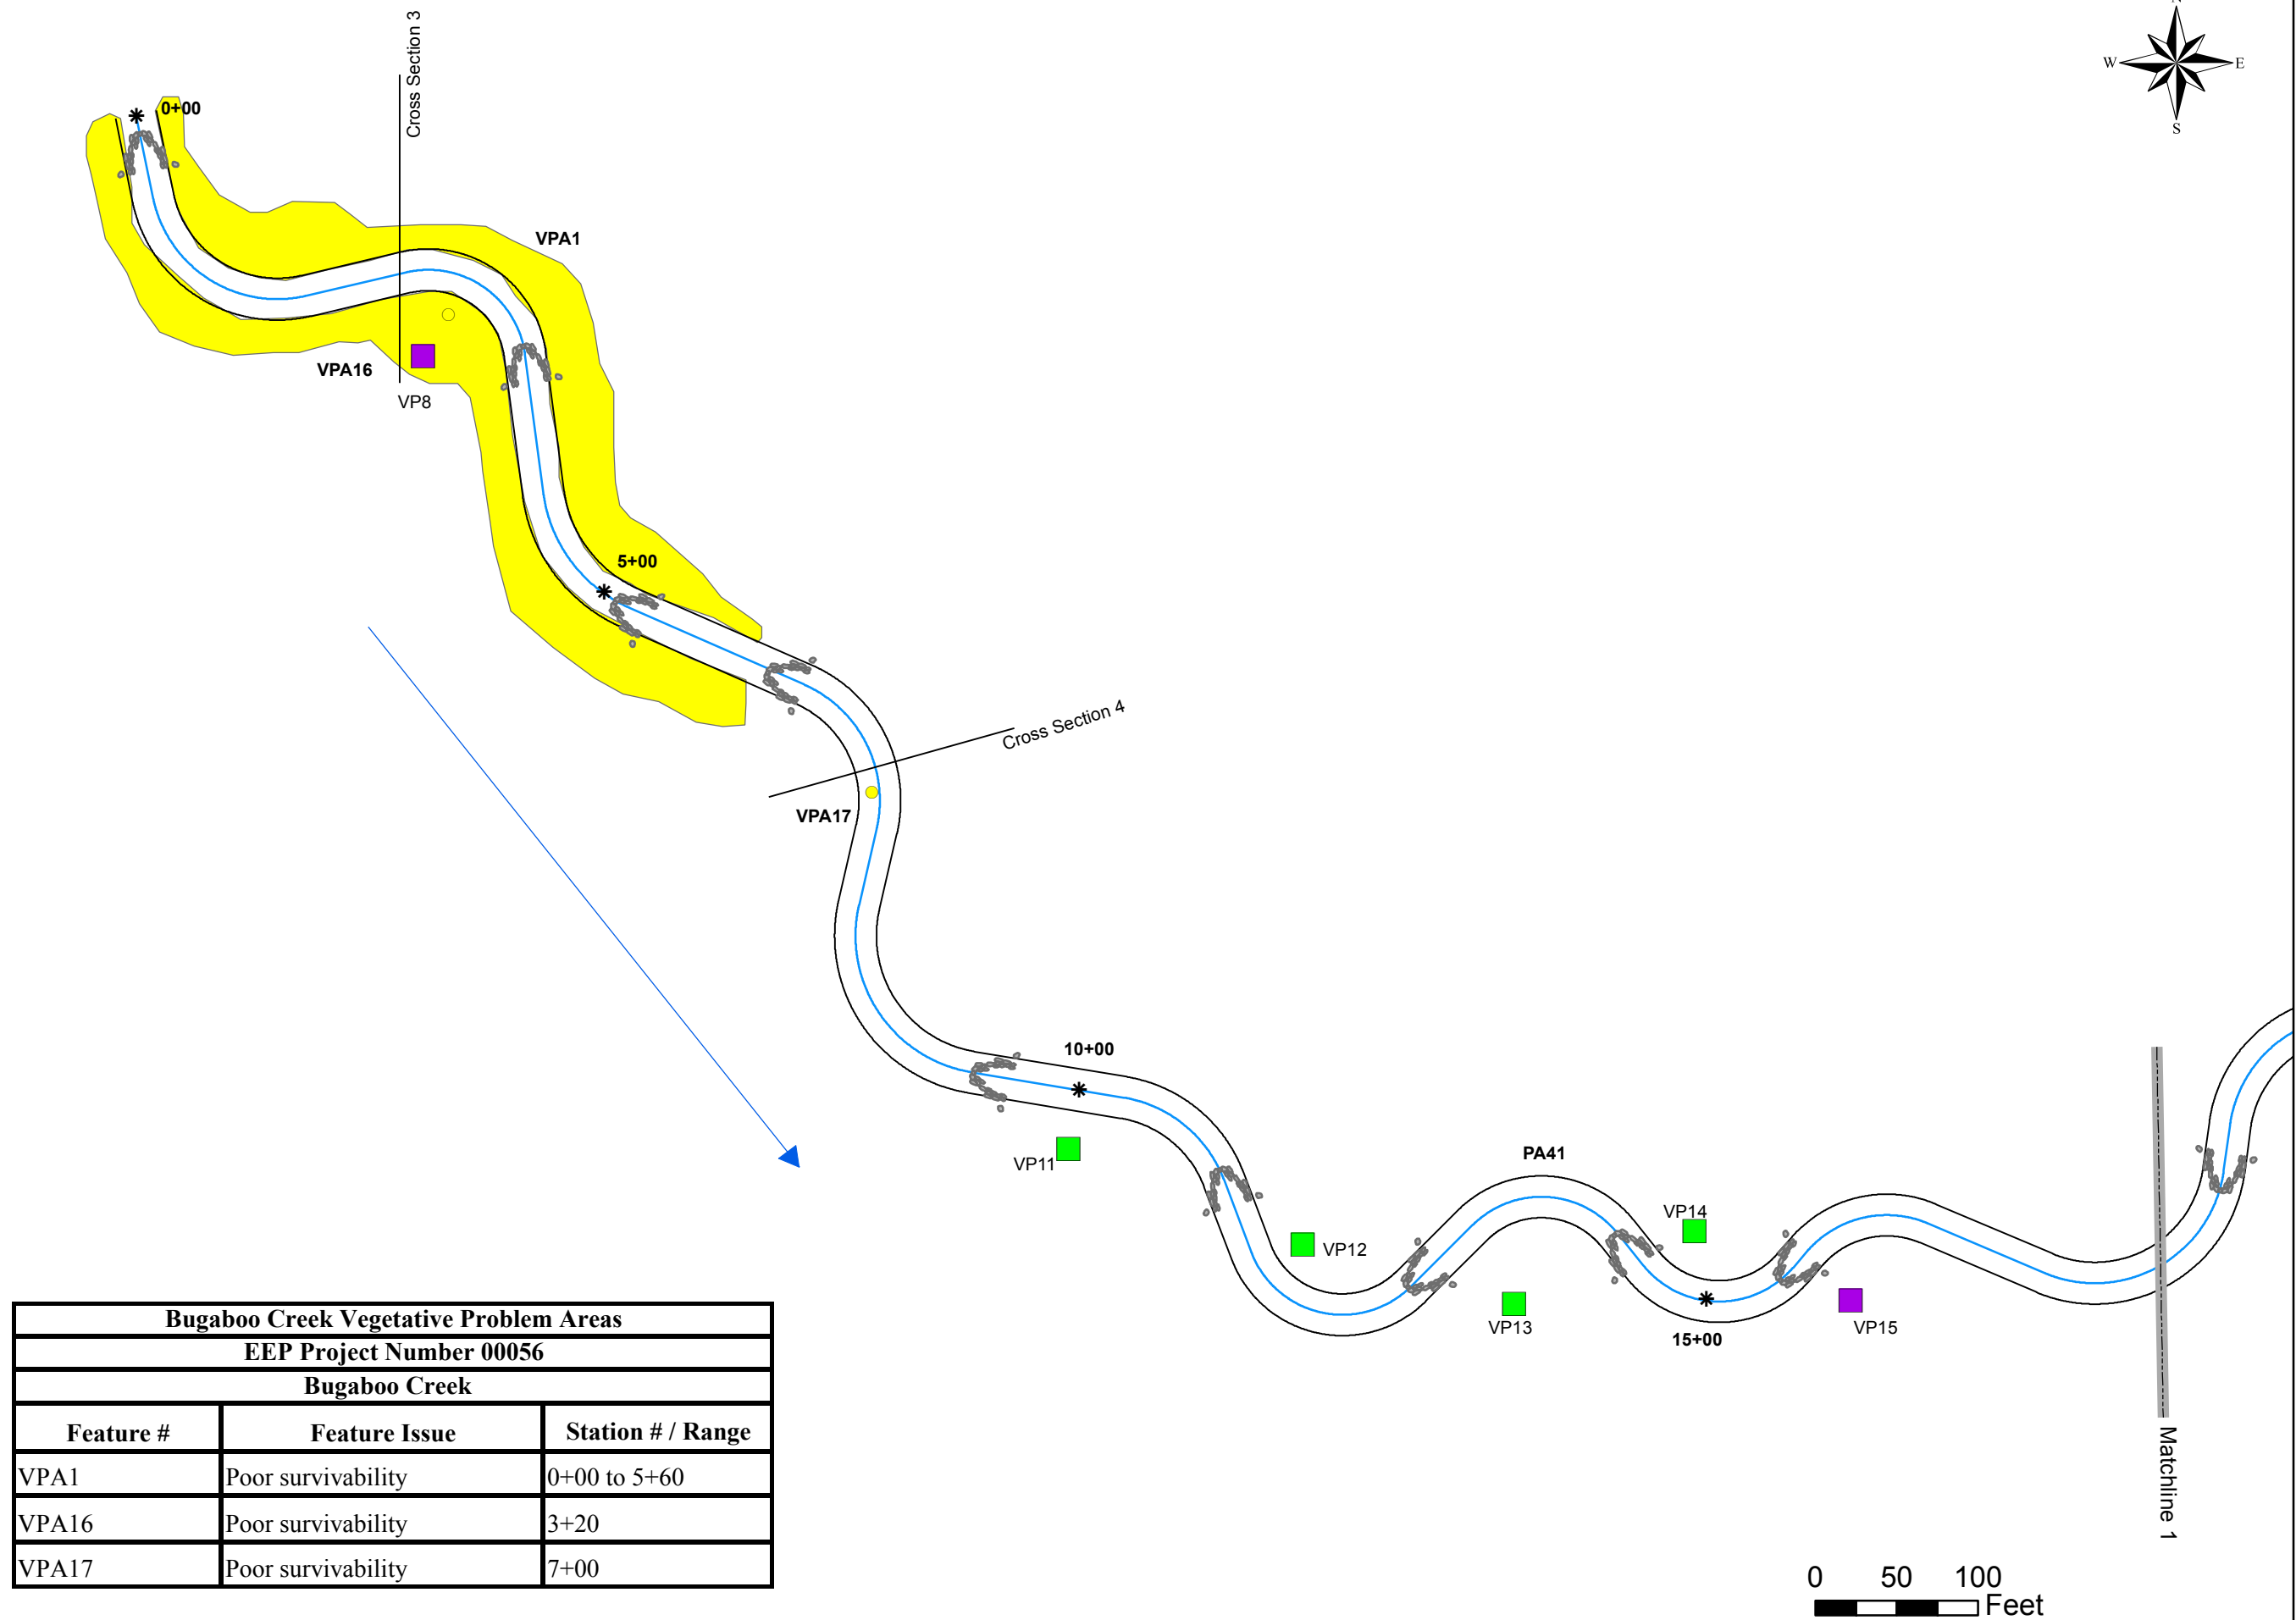 N
W E
S
Cross Section 3
0+00
VPA1
VPA16
VP8
5+00
Cross Section 4
VPA17
10+00
VP11
PA41
VP12
VP14
VP13
15+00
VP15
Matchline 1
Bugaboo Creek Vegetative Problem Areas
EEP Project Number 00056
Bugaboo Creek
Feature # Feature Issue Station # / Range
VPA1 Poor survivability 0+00 to 5+60
VPA16 Poor survivability 3+20
VPA17 Poor survivability 7+00
0 50 100
Feet